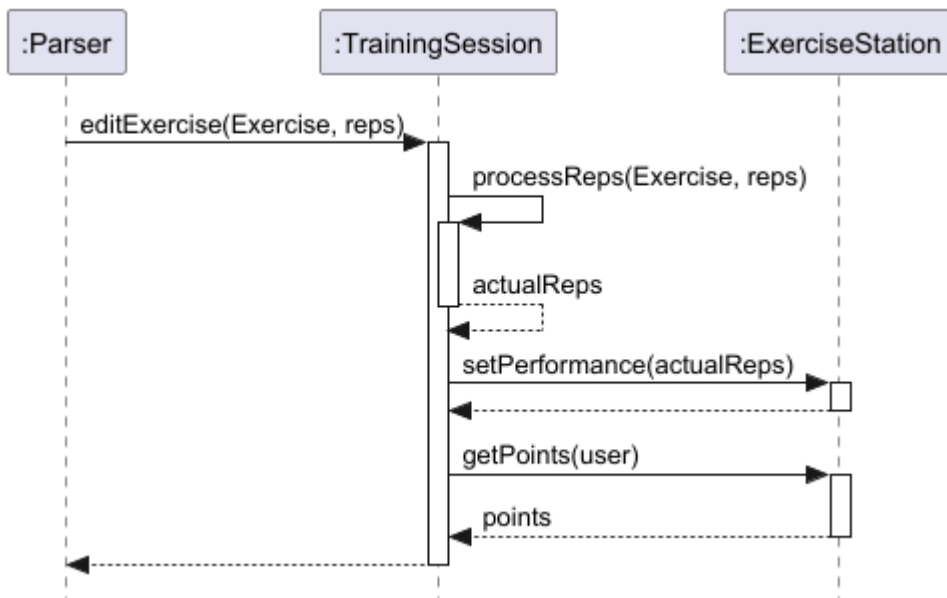 :Parser
:TrainingSession
:ExerciseStation
editExercise(Exercise, reps)
processReps(Exercise, reps)
actualReps
setPerformance(actualReps)
getPoints(user)
points